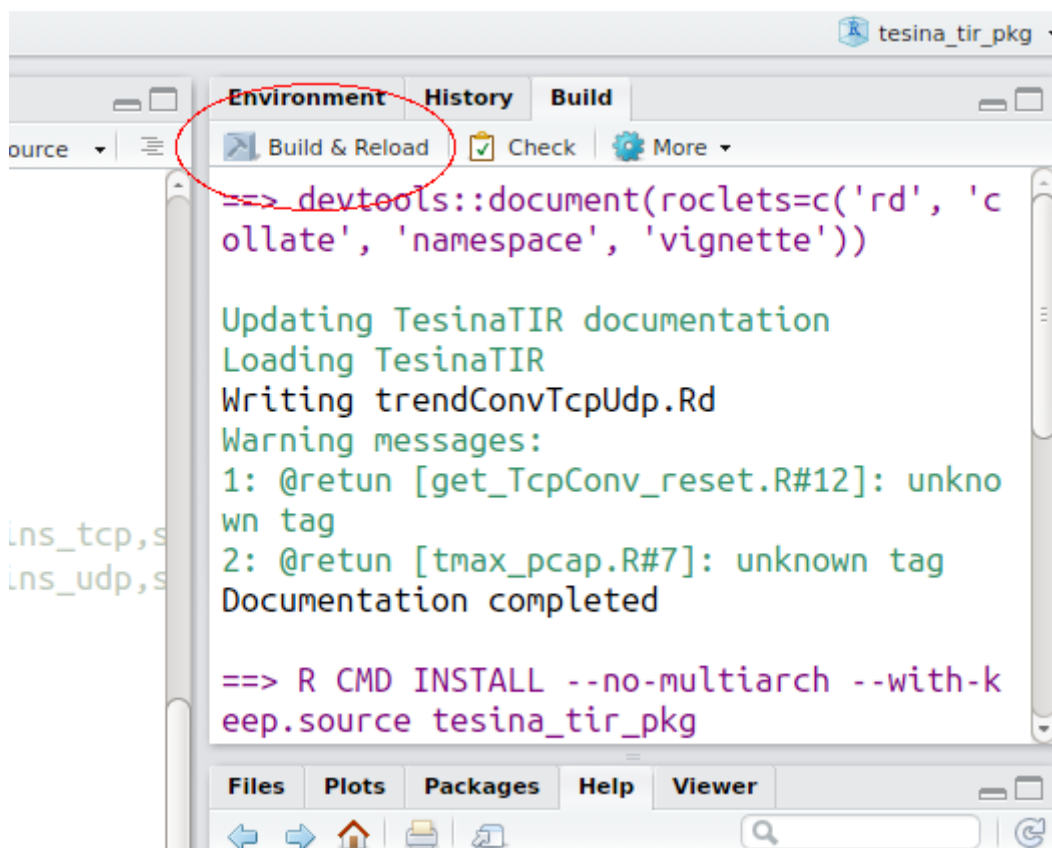 tesina_tir_pkg
Environment History Build
ource
Build & Reload Check More
==> devtools::document(roclets=c('rd', 'c
ollate', 'namespace', 'vignette'))
Updating TesinaTIR documentation
Loading TesinaTIR
Writing trendConvTcpUdp.Rd
Warning messages:
1: @retun [get_TcpConv_reset.R#12]: unkno
wn tag
2: @retun [tmax_pcap.R#7]: unknown tag
Documentation completed
ins_tcp,s
ins_udp,s
==> R CMD INSTALL --no-multiarch --with-k
eep.source tesina_tir_pkg
Files Plots Packages Help Viewer